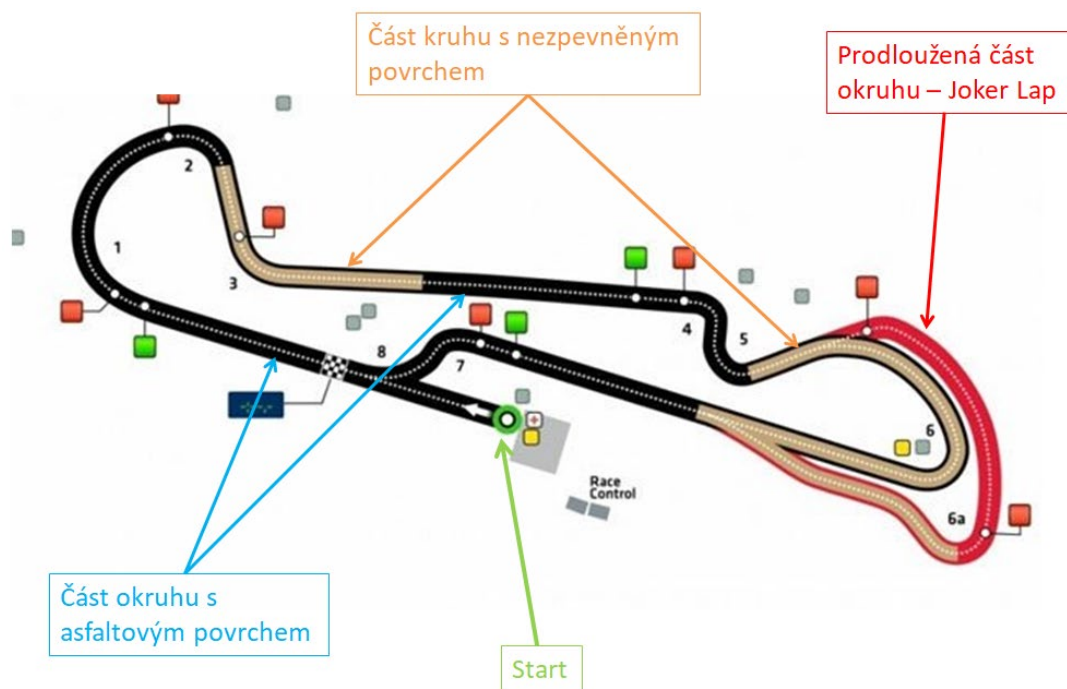 Část kruhu s nezpevněným
povrchem
Prodloužená část
okruhu – Joker Lap
2
1
3
4
5
8
7
6
Race
Control
6a
Část okruhu s
asfaltovým povrchem
Start